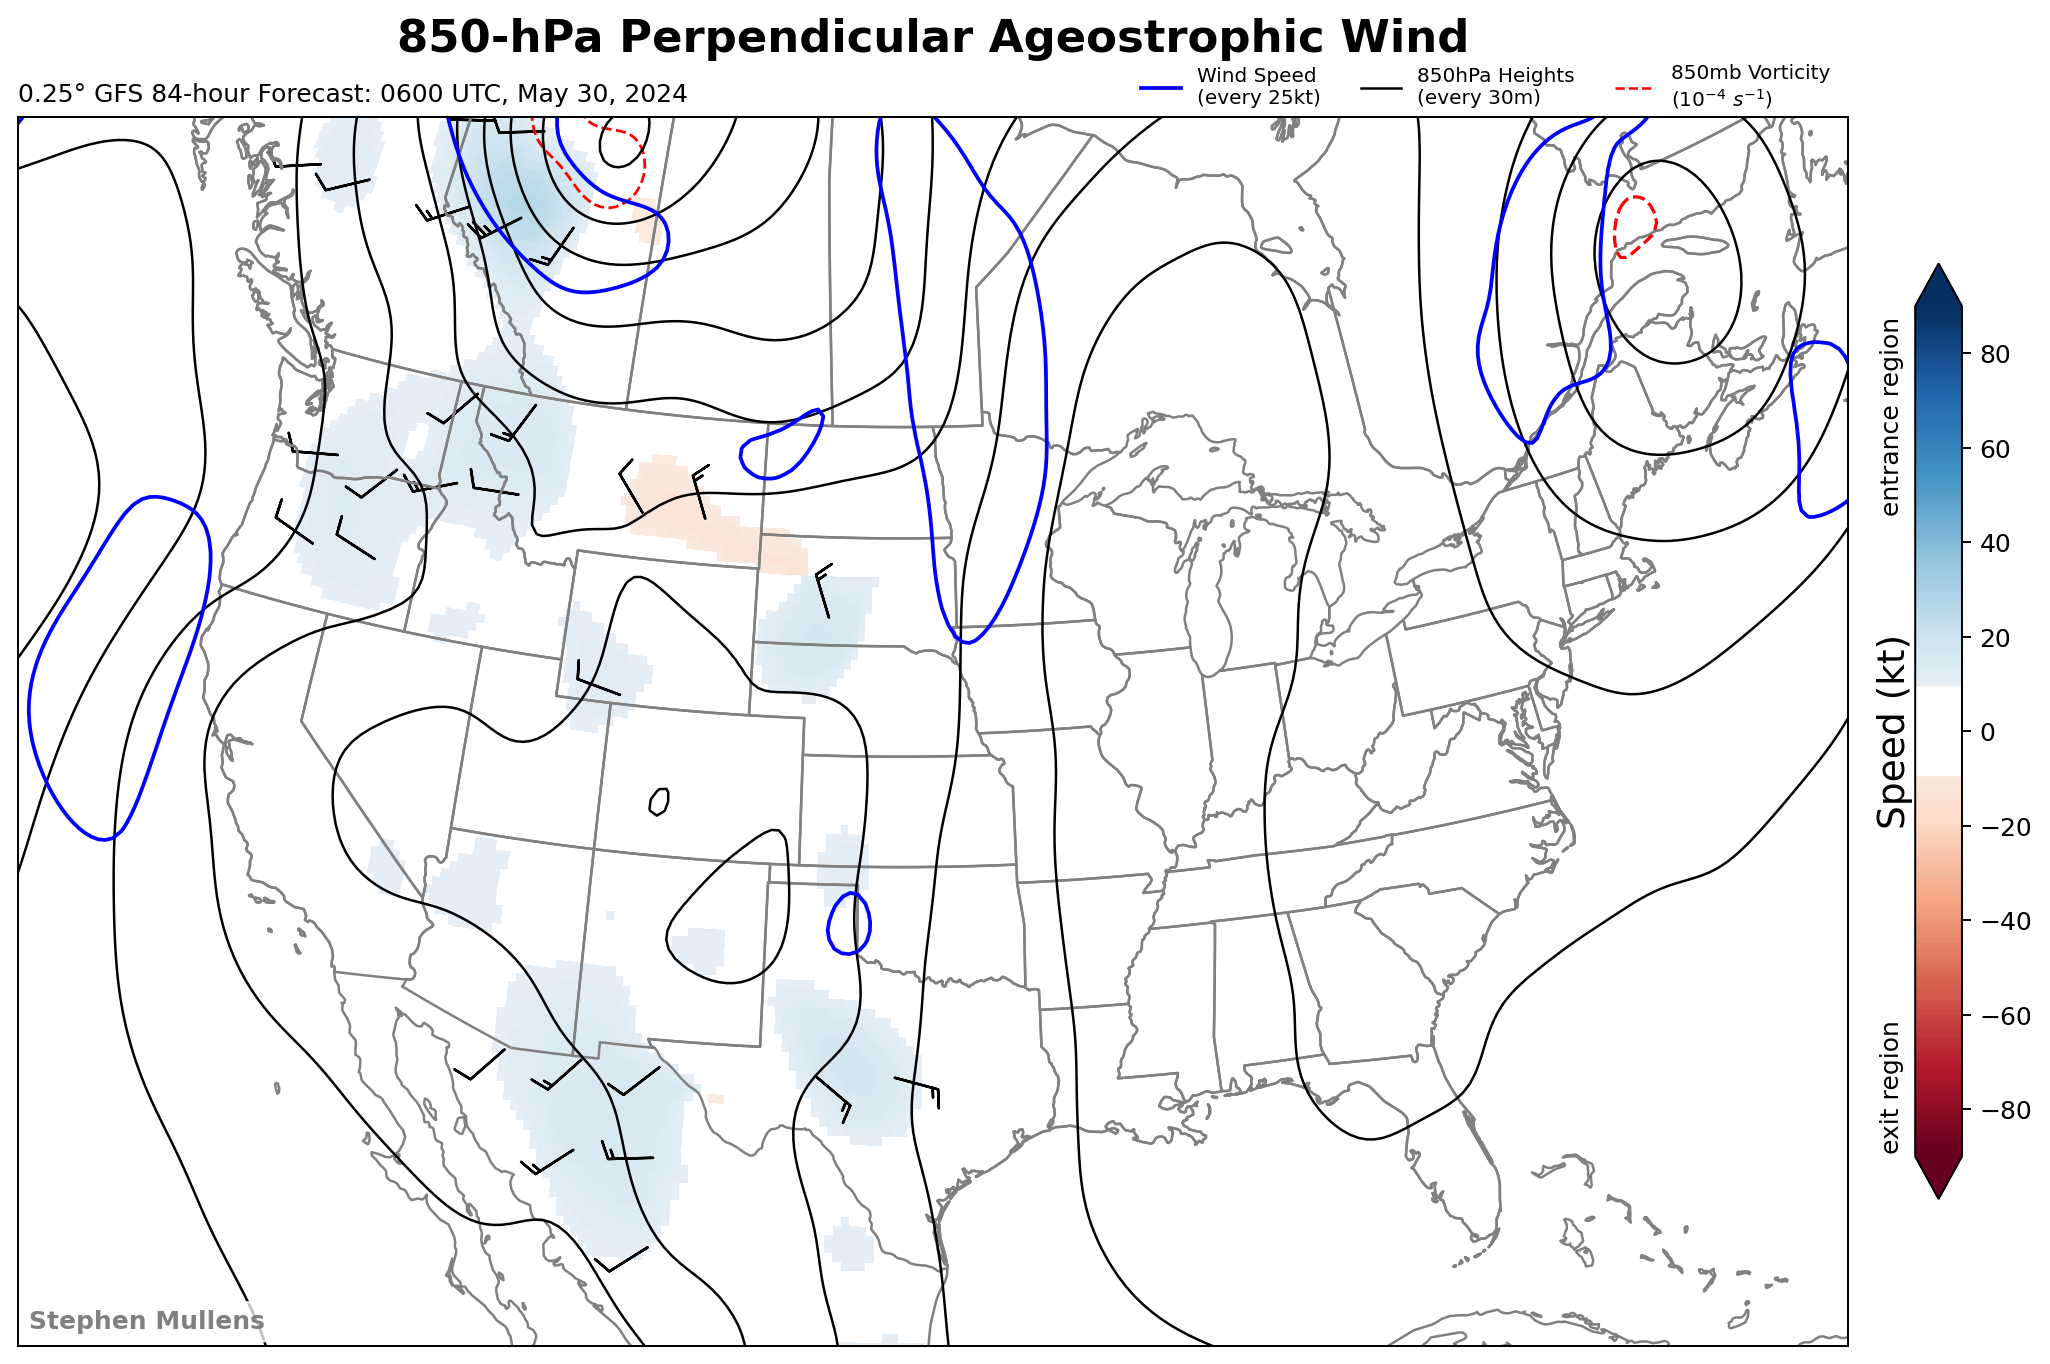 850-hPa Perpendicular Ageostrophic Wind
0.25° GFS 84-hour Forecast: 0600 UTC, May 30, 2024
Wind Speed
(every 25kt)
850hPa Heights
(every 30m)
850mb Vorticity
(10⁻⁴ s⁻¹)
entrance region
Speed (kt)
exit region
80
60
40
20
0
−20
−40
−60
−80
Stephen Mullens